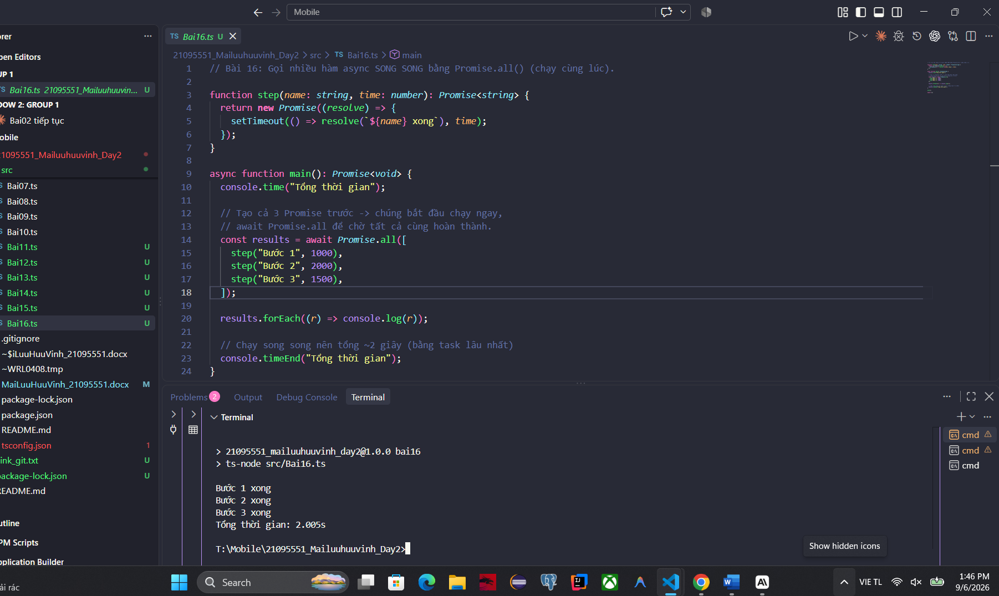 Mobile
orer
pen Editors
UP 1
Bai16.ts 21095551_Mailuuhuuvin... U
DOW 2: GROUP 1
Bai02 tiếp tục
obile
21095551_Mailuuhuuvinh_Day2
src
Bai07.ts
Bai08.ts
Bai09.ts
Bai10.ts
Bai11.ts U
Bai12.ts U
Bai13.ts U
Bai14.ts U
Bai15.ts U
Bai16.ts U
.gitignore
~$iLuuHuuVinh_21095551.docx
~WRL0408.tmp
MaiLuuHuuVinh_21095551.docx M
package-lock.json
package.json
README.md
tsconfig.json 1
ink_git.txt U
package-lock.json U
README.md
utline
PM Scripts
pplication Builder
ải rác
TS Bai16.ts U
21095551_Mailuuhuuvinh_Day2 > src > TS Bai16.ts > main
1 // Bài 16: Gọi nhiều hàm async SONG SONG bằng Promise.all() (chạy cùng lúc).
2
3 function step(name: string, time: number): Promise<string> {
4 return new Promise((resolve) => {
5 setTimeout(() => resolve(`${name} xong`), time);
6 });
7 }
8
9 async function main(): Promise<void> {
10 console.time("Tổng thời gian");
11
12 // Tạo cả 3 Promise trước -> chúng bắt đầu chạy ngay,
13 // await Promise.all để chờ tất cả cùng hoàn thành.
14 const results = await Promise.all([
15 step("Bước 1", 1000),
16 step("Bước 2", 2000),
17 step("Bước 3", 1500),
18 ]);
19
20 results.forEach((r) => console.log(r));
21
22 // Chạy song song nên tổng ~2 giây (bằng task lâu nhất)
23 console.timeEnd("Tổng thời gian");
24 }
Problems 2 Output Debug Console Terminal
Terminal
> 21095551_mailuuhuuvinh_day2@1.0.0 bai16
> ts-node src/Bai16.ts
Bước 1 xong
Bước 2 xong
Bước 3 xong
Tổng thời gian: 2.005s
T:\Mobile\21095551_Mailuuhuuvinh_Day2>
cmd
cmd
cmd
Show hidden icons
Search
VIE TL
1:46 PM
9/6/2026